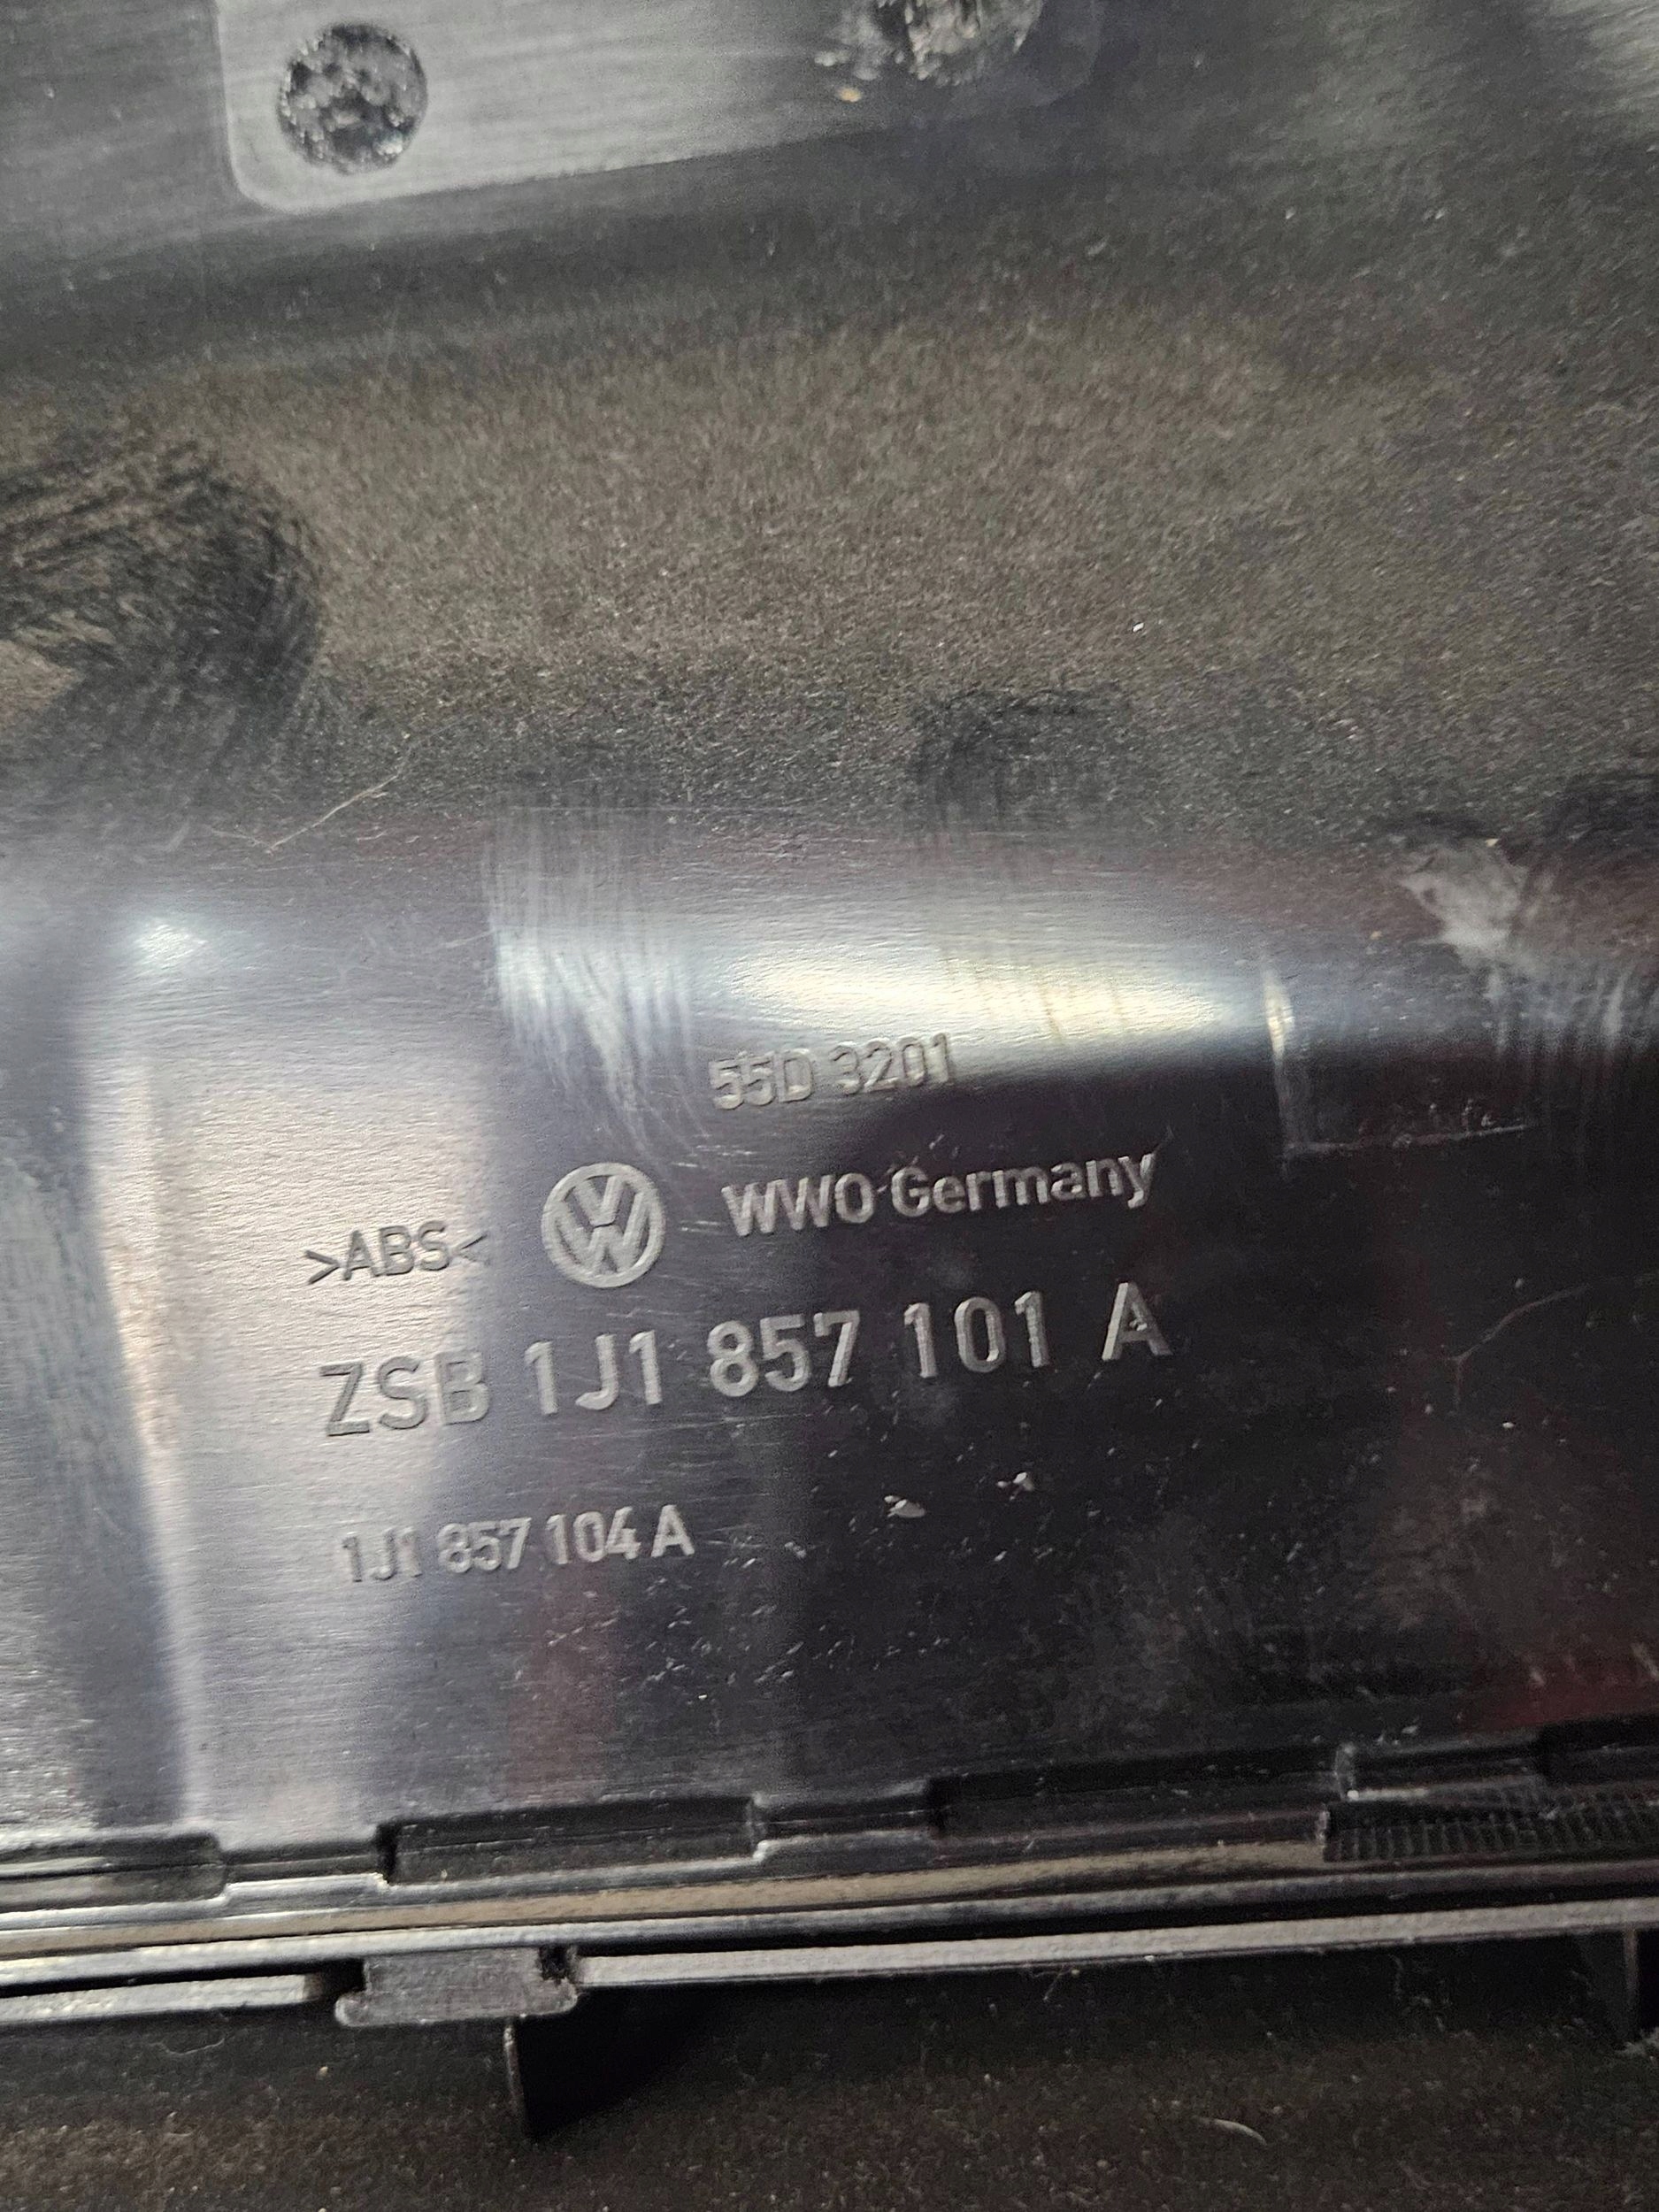 55D 3201
>ABS< WWO Germany
ZSB 1J1 857 101 A
1J1 857 104 A